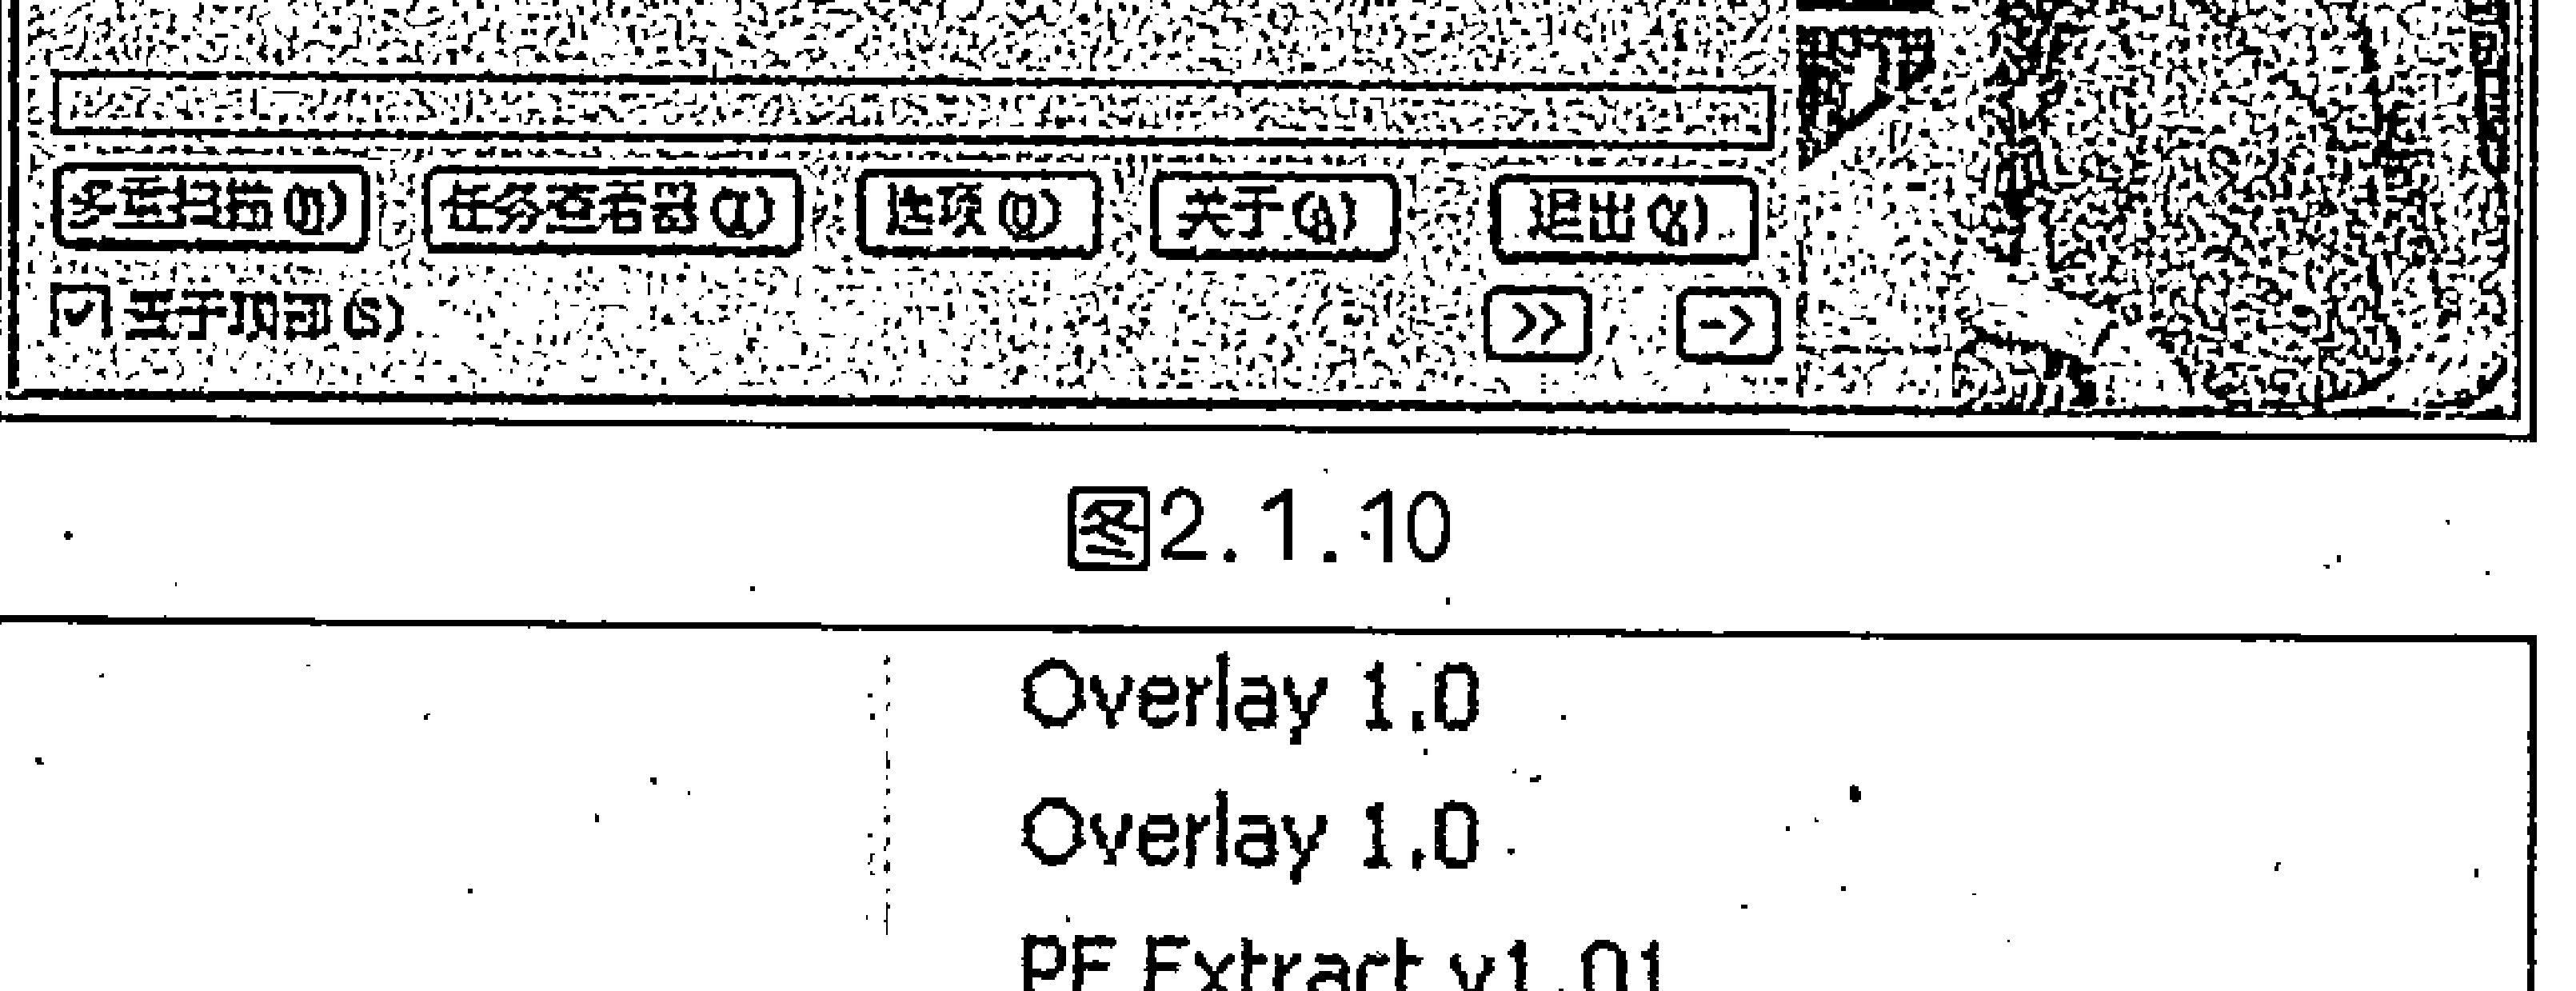 多重扫描(M) 任务查看器(T) 选项(O) 关于(A) 退出(X)
置于顶部(S) >> ->
图2.1.10
Overlay 1.0
Overlay 1.0
PE Extract v1.01